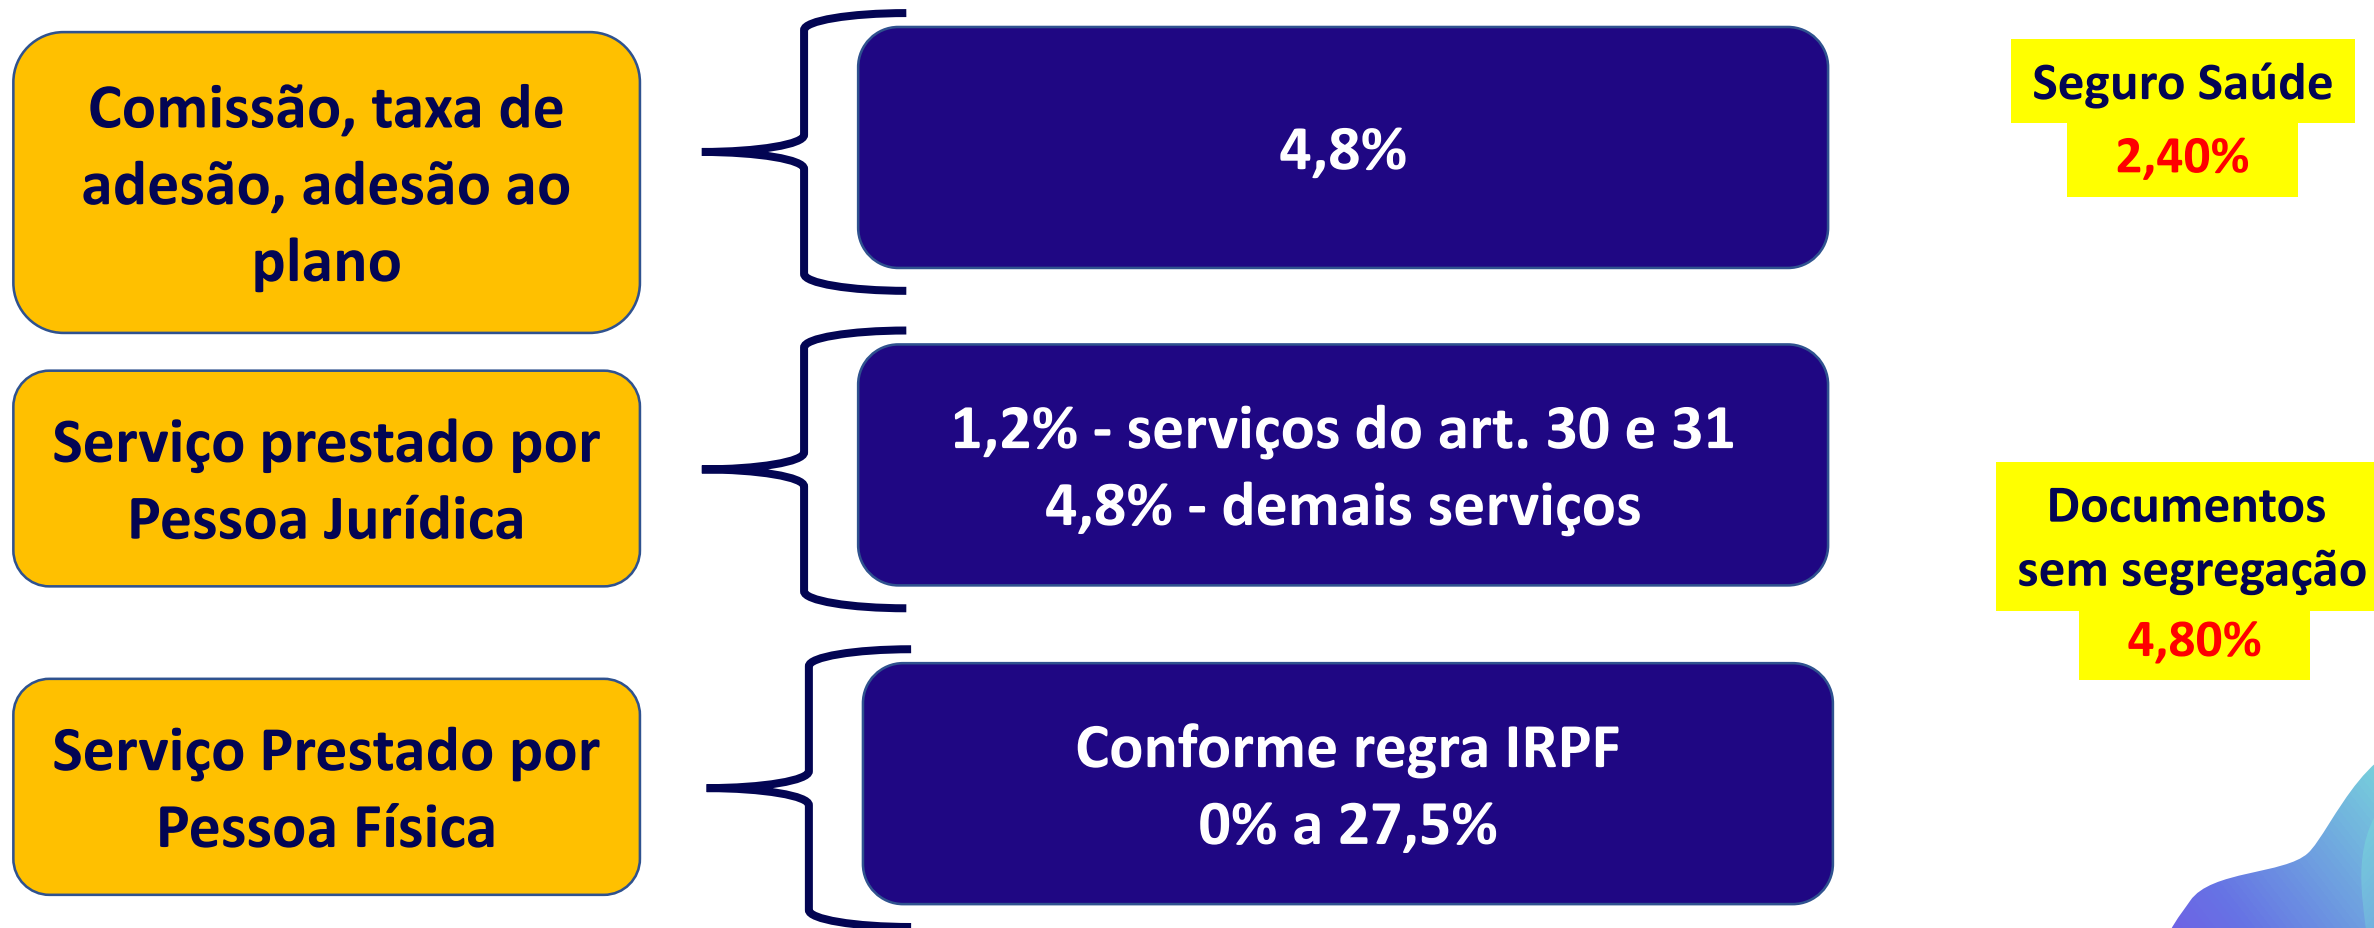 Comissão, taxa de
adesão, adesão ao
plano
4,8%
Seguro Saúde
2,40%
Serviço prestado por
Pessoa Jurídica
1,2% - serviços do art. 30 e 31
4,8% - demais serviços
Documentos
sem segregação
4,80%
Serviço Prestado por
Pessoa Física
Conforme regra IRPF
0% a 27,5%